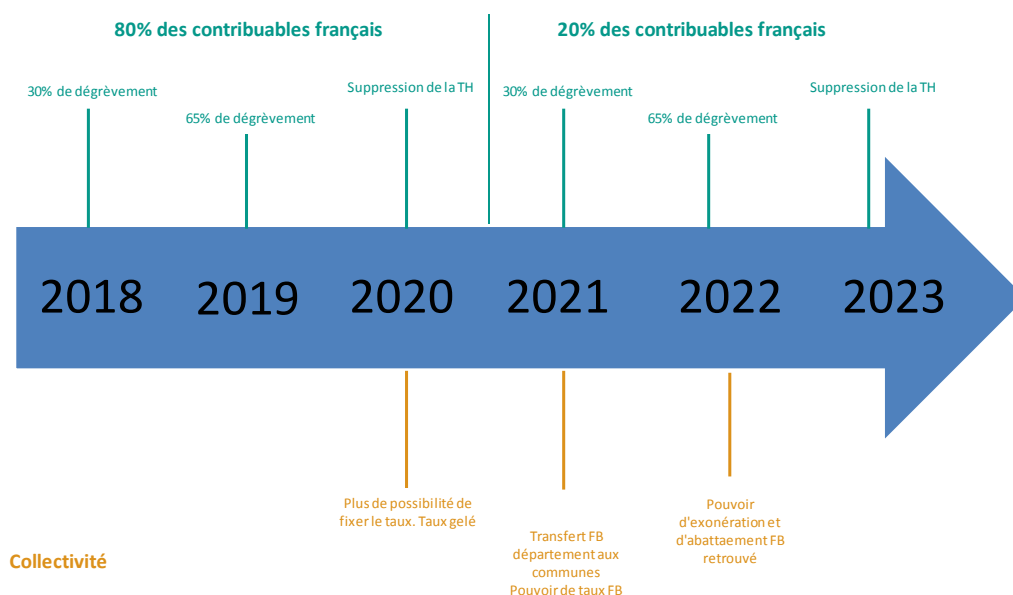 80% des contribuables français
20% des contribuables français
30% de dégrèvement
65% de dégrèvement
Suppression de la TH
30% de dégrèvement
65% de dégrèvement
Suppression de la TH
2018
2019
2020
2021
2022
2023
Plus de possibilité de
fixer le taux. Taux gelé
Transfert FB
département aux
communes
Pouvoir de taux FB
Pouvoir
d'exonération et
d'abattaement FB
retrouvé
Collectivité